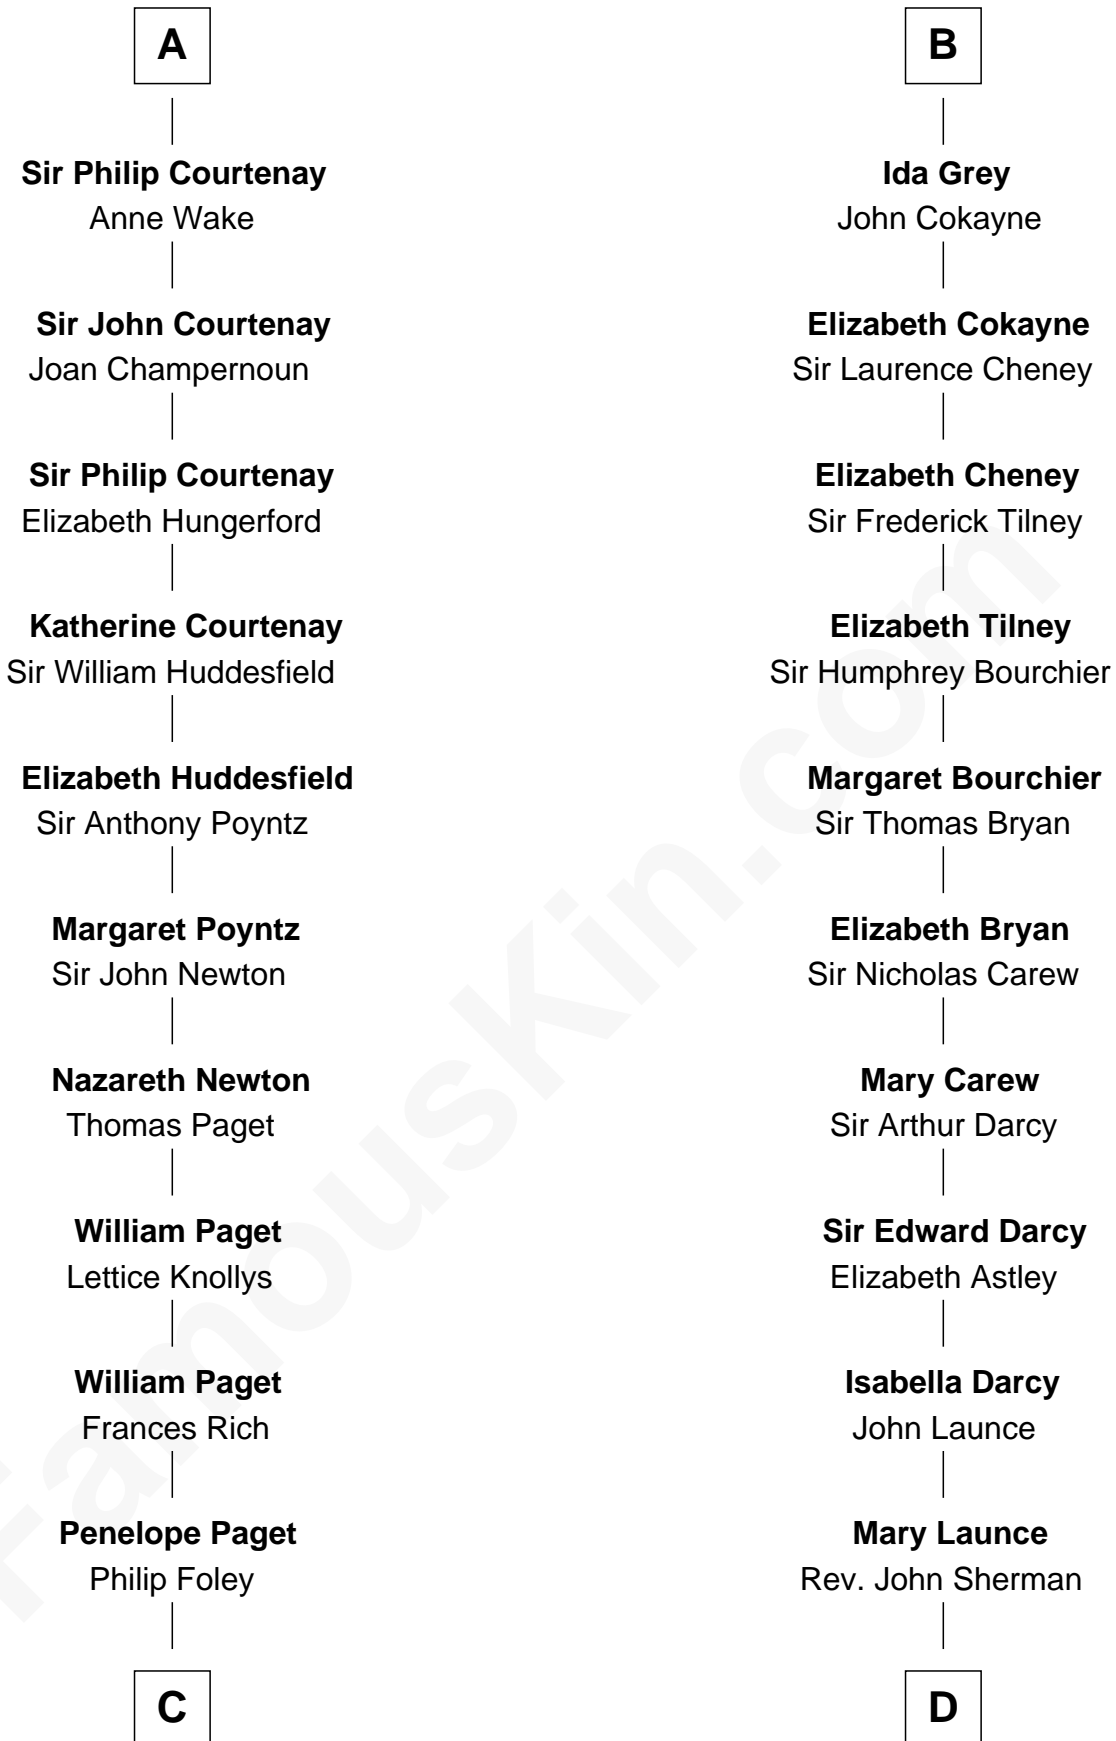 A
Sir Philip Courtenay
Anne Wake
Sir John Courtenay
Joan Champernoun
Sir Philip Courtenay
Elizabeth Hungerford
Katherine Courtenay
Sir William Huddesfield
Elizabeth Huddesfield
Sir Anthony Poyntz
Margaret Poyntz
Sir John Newton
Nazareth Newton
Thomas Paget
William Paget
Lettice Knollys
William Paget
Frances Rich
Penelope Paget
Philip Foley
C
B
Ida Grey
John Cokayne
Elizabeth Cokayne
Sir Laurence Cheney
Elizabeth Cheney
Sir Frederick Tilney
Elizabeth Tilney
Sir Humphrey Bourchier
Margaret Bourchier
Sir Thomas Bryan
Elizabeth Bryan
Sir Nicholas Carew
Mary Carew
Sir Arthur Darcy
Sir Edward Darcy
Elizabeth Astley
Isabella Darcy
John Launce
Mary Launce
Rev. John Sherman
D
FamousKin.com